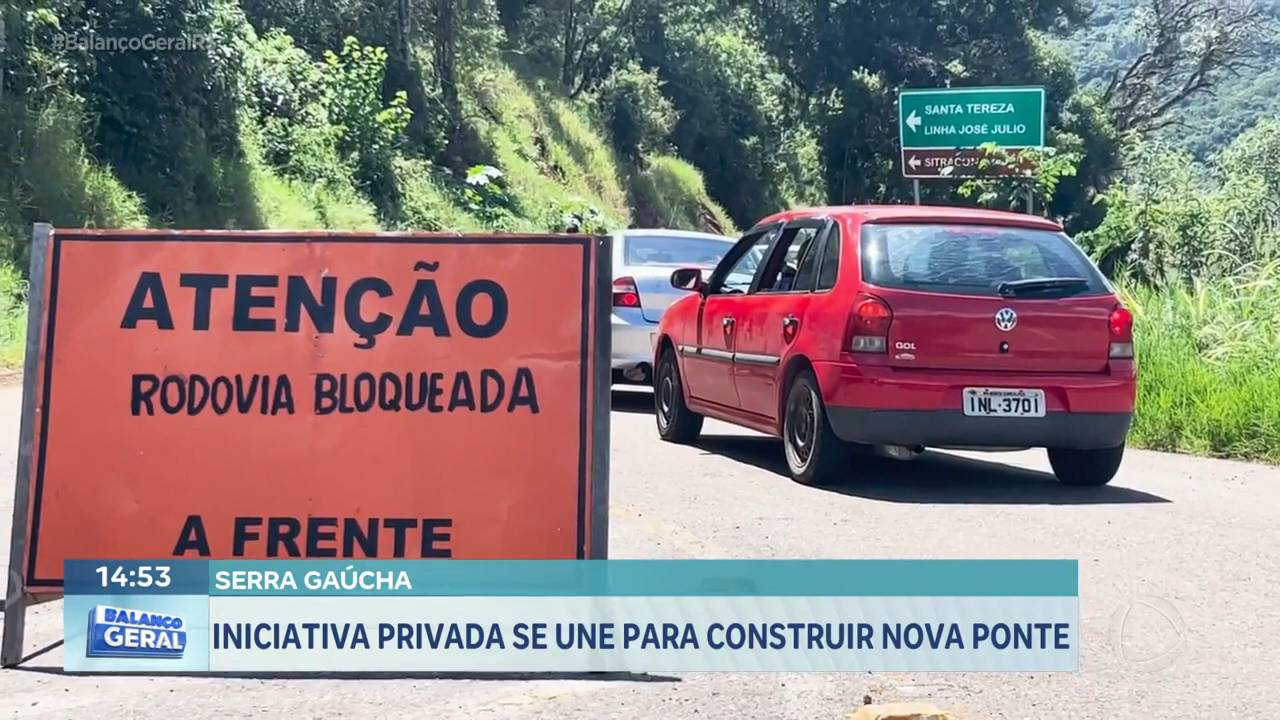 #BalançoGeralRS
SANTA TEREZA
LINHA JOSÉ JULIO
ATENÇÃO
RODOVIA BLOQUEADA
A FRENTE
GOL
INL 3701
14:53
SERRA GAÚCHA
BALANÇO
GERAL
INICIATIVA PRIVADA SE UNE PARA CONSTRUIR NOVA PONTE